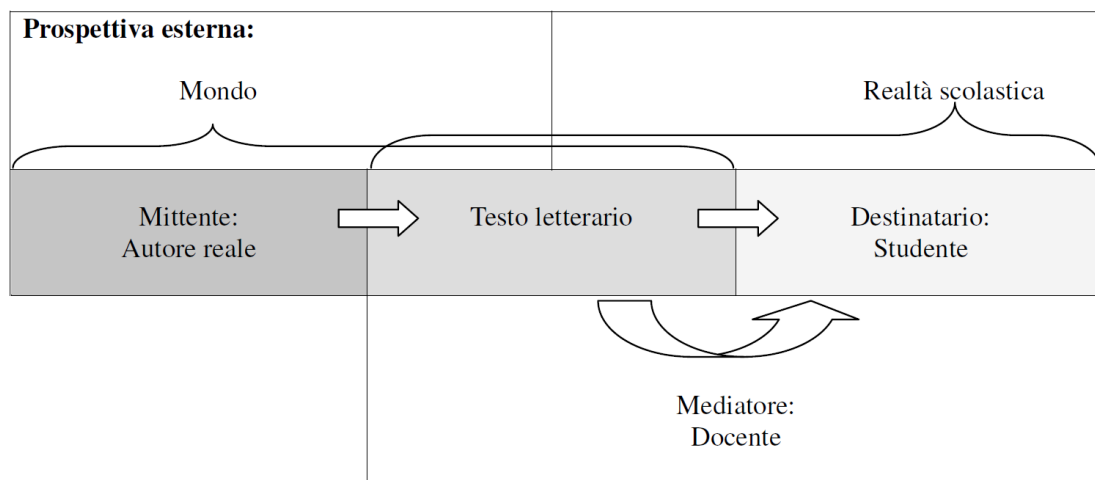 Prospettiva esterna:
Mondo
Realtà scolastica
Mittente:
Autore reale
Testo letterario
Destinatario:
Studente
Mediatore:
Docente